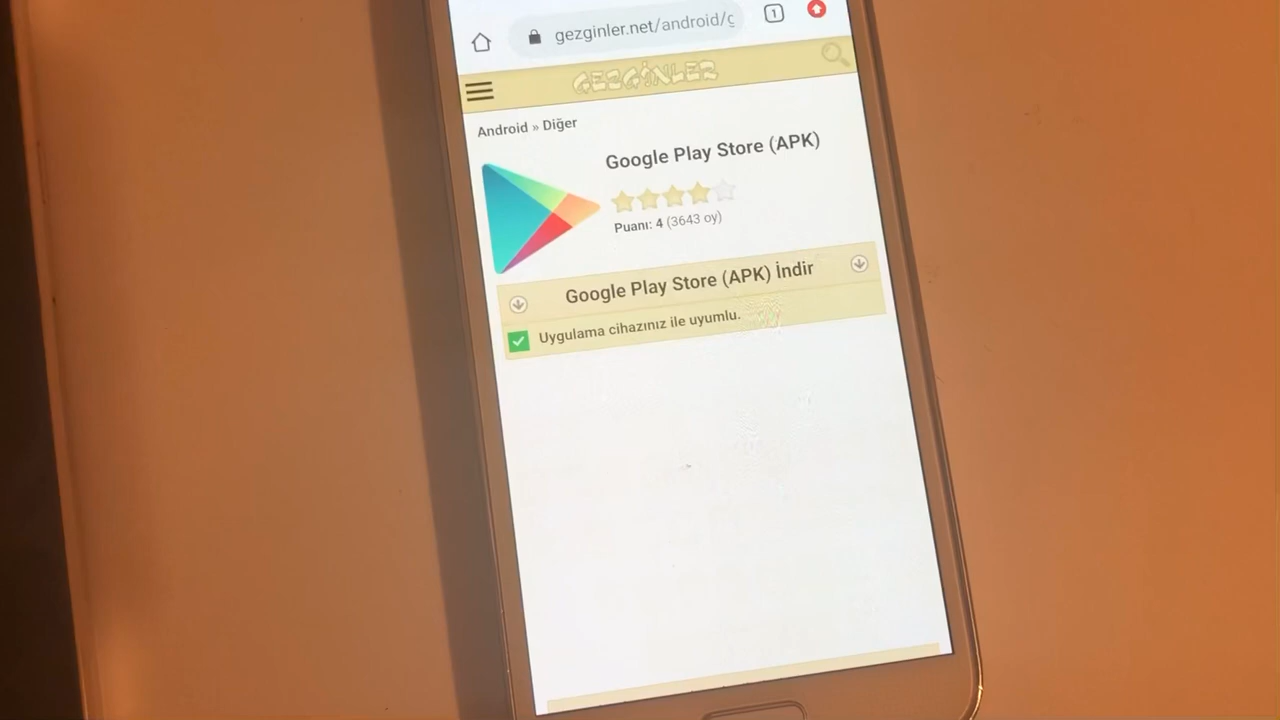 gezginler.net/android/g
1
GEZGİNLER
Android » Diğer
Google Play Store (APK)
Puanı: 4 (3643 oy)
Google Play Store (APK) İndir
Uygulama cihazınız ile uyumlu.